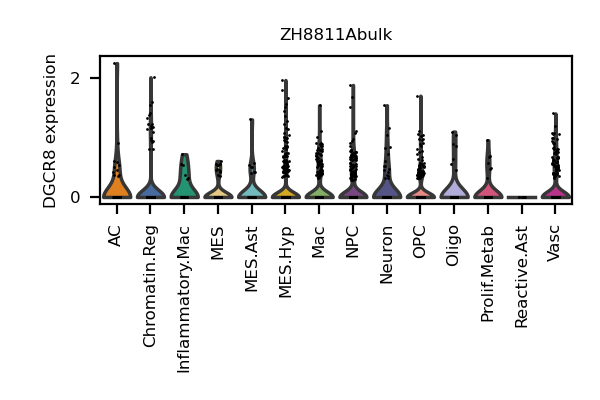 ZH8811Abulk
DGCR8 expression
2
0
AC
Chromatin.Reg
Inflammatory.Mac
MES
MES.Ast
MES.Hyp
Mac
NPC
Neuron
OPC
Oligo
Prolif.Metab
Reactive.Ast
Vasc